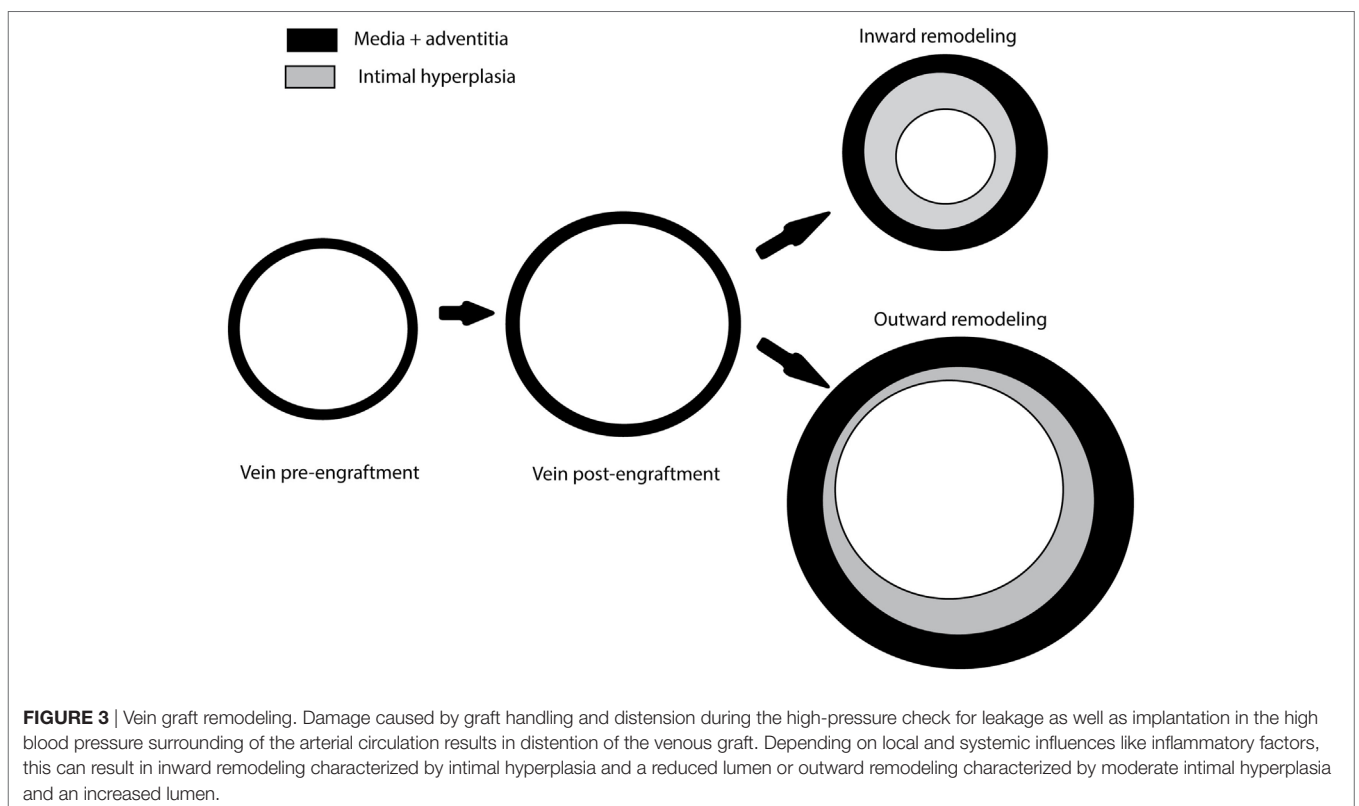 Media + adventitia
Intimal hyperplasia
Inward remodeling
Outward remodeling
Vein pre-engraftment
Vein post-engraftment
FIGURE 3 | Vein graft remodeling. Damage caused by graft handling and distension during the high-pressure check for leakage as well as implantation in the high
blood pressure surrounding of the arterial circulation results in distention of the venous graft. Depending on local and systemic influences like inflammatory factors,
this can result in inward remodeling characterized by intimal hyperplasia and a reduced lumen or outward remodeling characterized by moderate intimal hyperplasia
and an increased lumen.